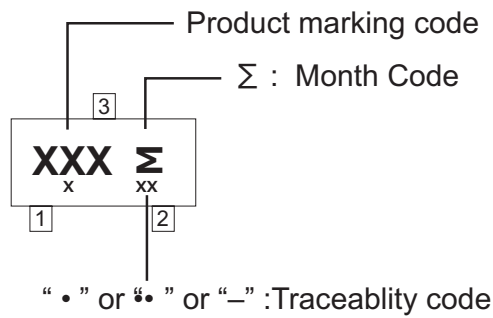 Product marking code
Σ : Month Code
3
XXX Σ
x xx
1 2
“ • ” or “•• ” or “–” :Traceablity code